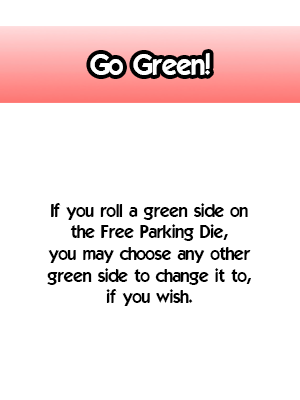 Go Green!
If you roll a green side on
the Free Parking Die,
you may choose any other
green side to change it to,
if you wish.